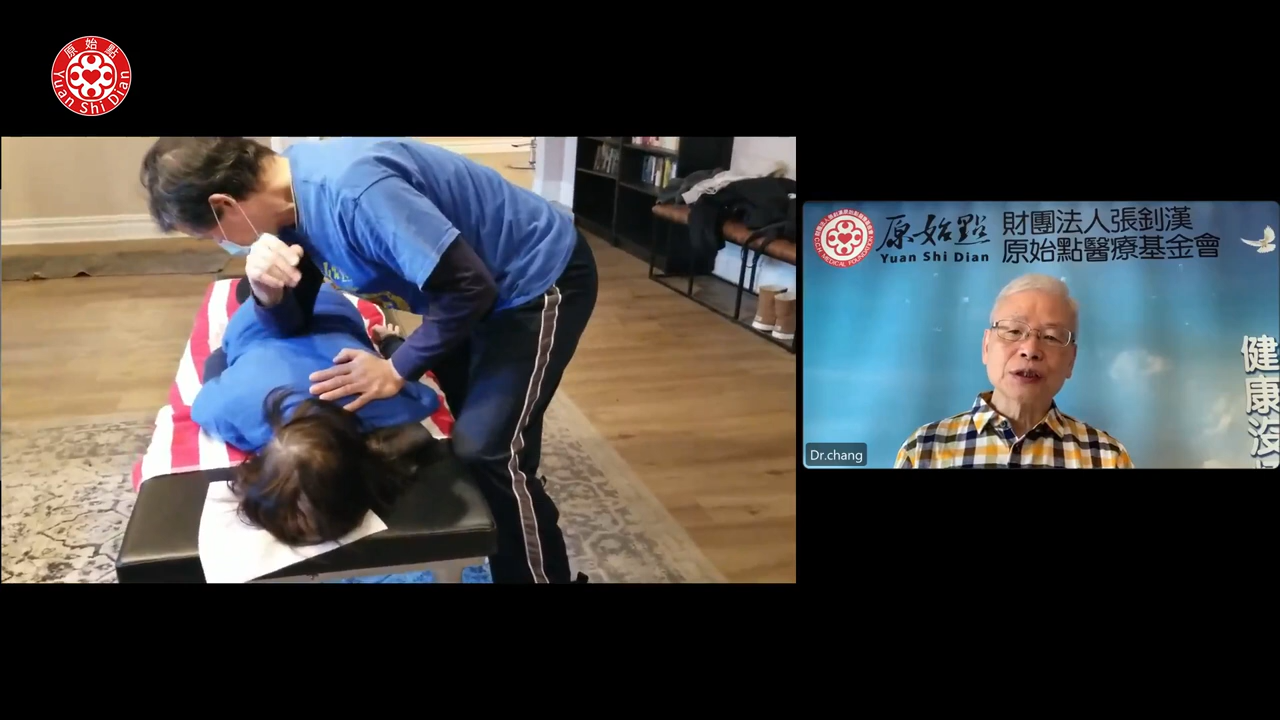 原始點
Yuan Shi Dian
原始點
Yuan Shi Dian
財團法人張釗漢
原始點醫療基金會
健康沒
Dr.chang